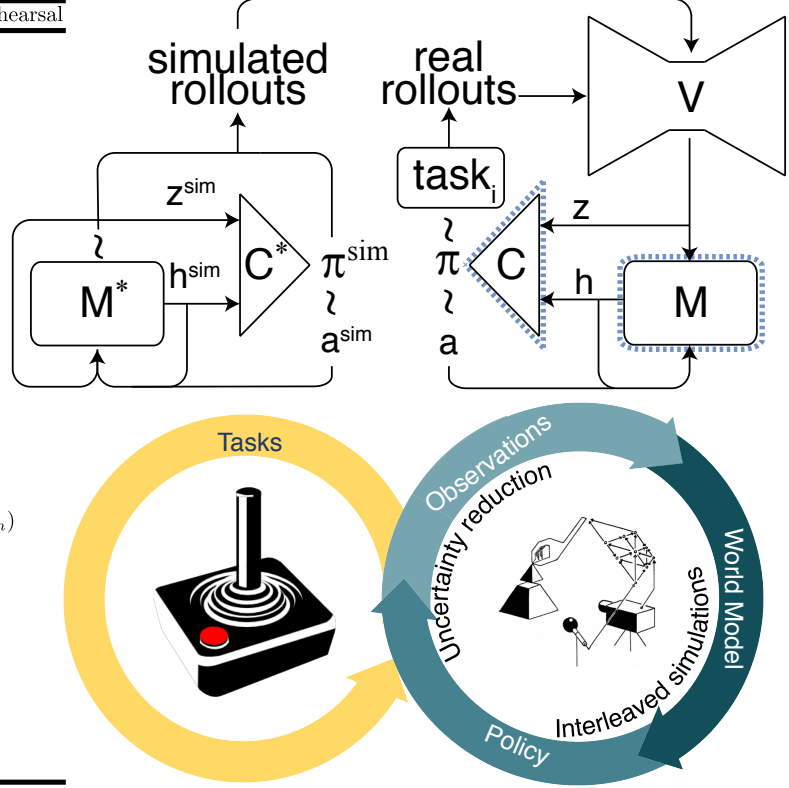 hearsal
simulated
rollouts
real
rollouts
V
task_i
z^sim
z
h^sim
h
M*
C*
π^sim
~
a^sim
~
π
~
a
C
M
~
Tasks
Observations
Uncertainty reduction
World Model
Interleaved simulations
Policy
n)